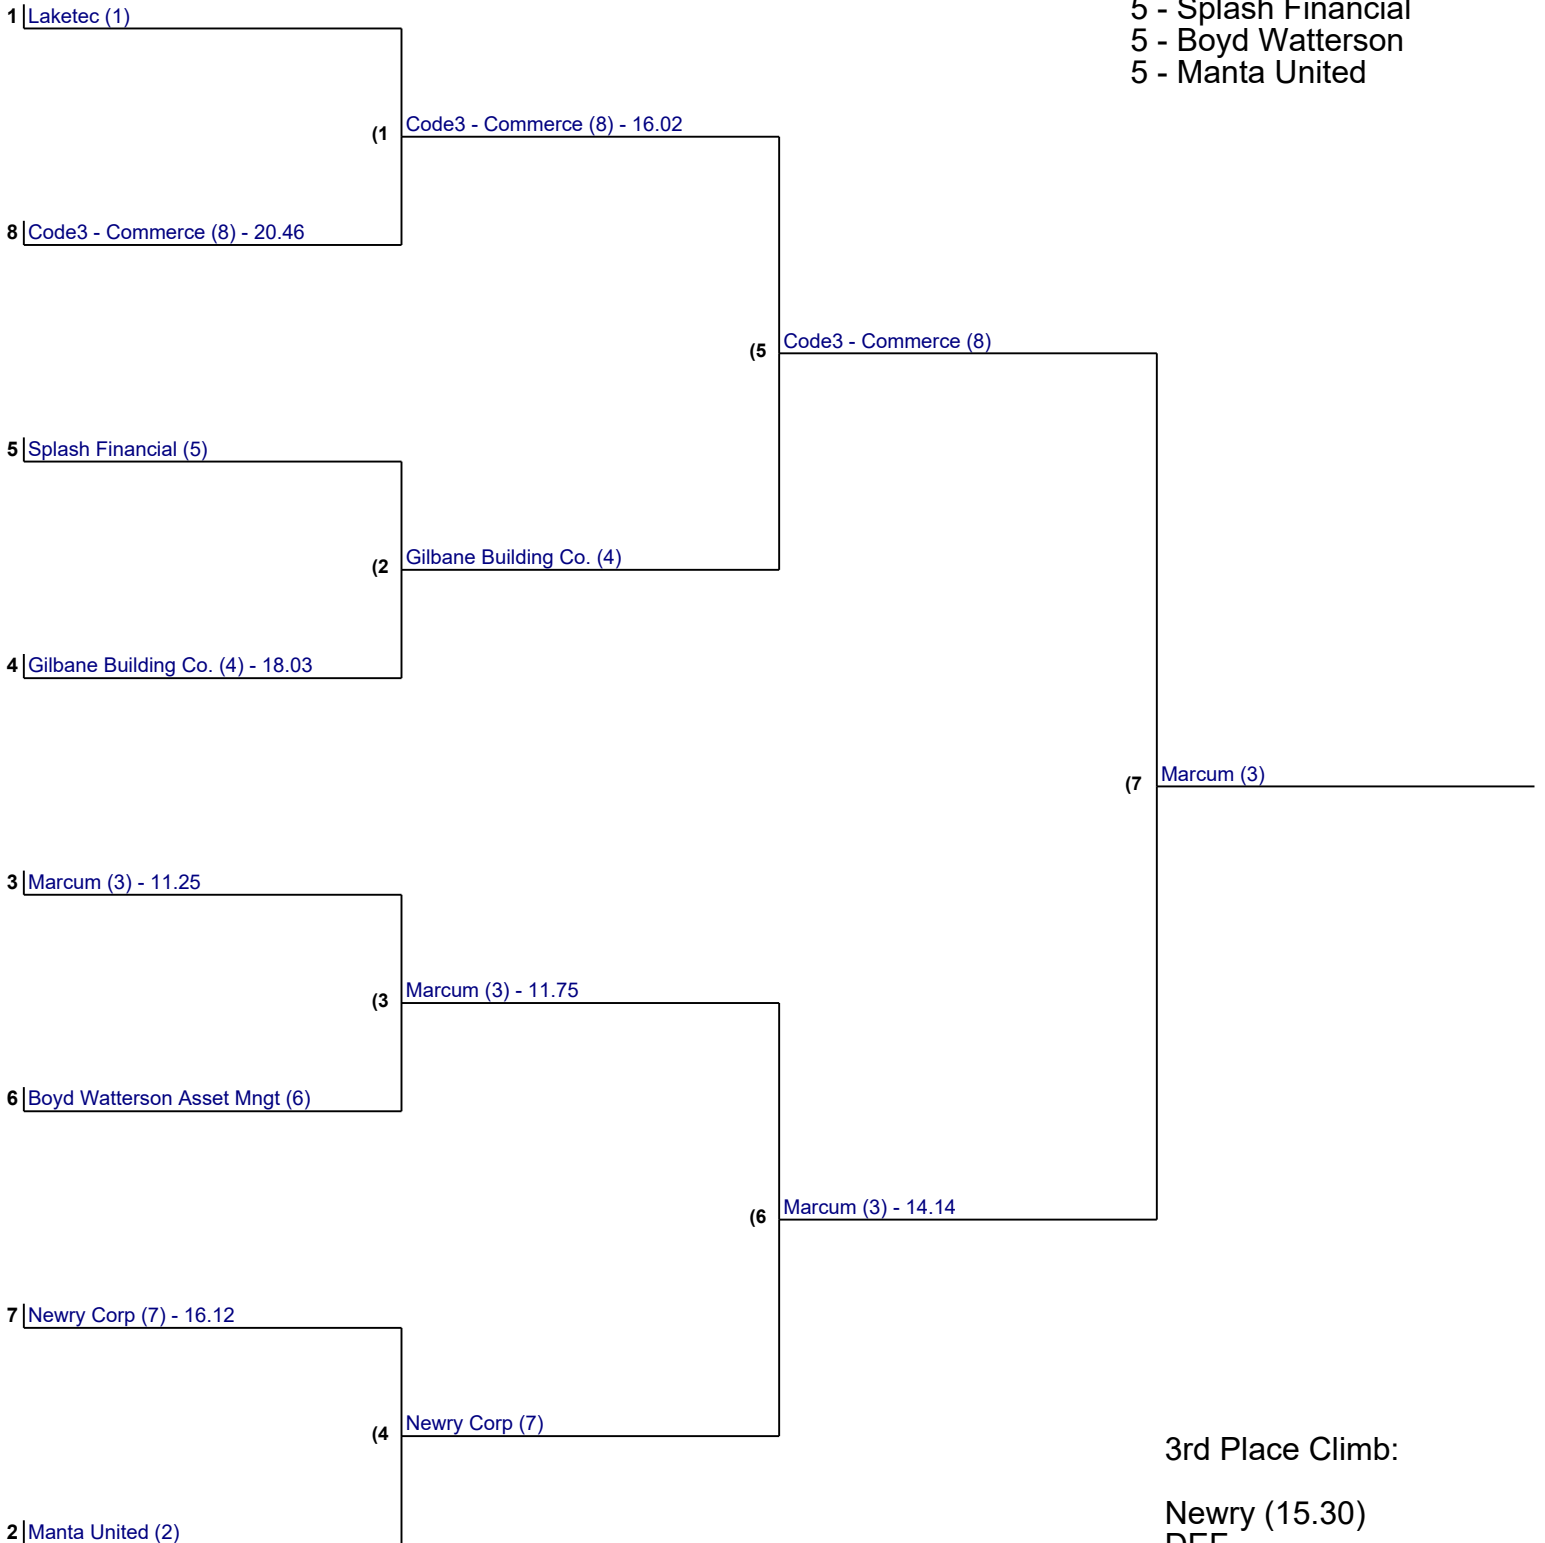 1 Laketec (1)
5 - Splash Financial
5 - Boyd Watterson
5 - Manta United
(1 Code3 - Commerce (8) - 16.02
8 Code3 - Commerce (8) - 20.46
(5 Code3 - Commerce (8)
5 Splash Financial (5)
(2 Gilbane Building Co. (4)
4 Gilbane Building Co. (4) - 18.03
(7 Marcum (3)
3 Marcum (3) - 11.25
(3 Marcum (3) - 11.75
6 Boyd Watterson Asset Mngt (6)
(6 Marcum (3) - 14.14
7 Newry Corp (7) - 16.12
(4 Newry Corp (7)
3rd Place Climb:
Newry (15.30)
2 Manta United (2)